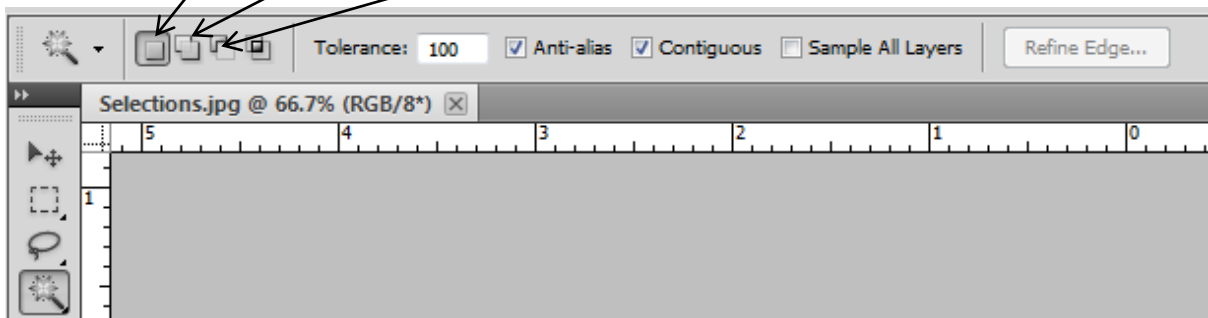 Tolerance: 100 Anti-alias Contiguous Sample All Layers Refine Edge...
Selections.jpg @ 66.7% (RGB/8*)
5 4 3 2 1 0
1